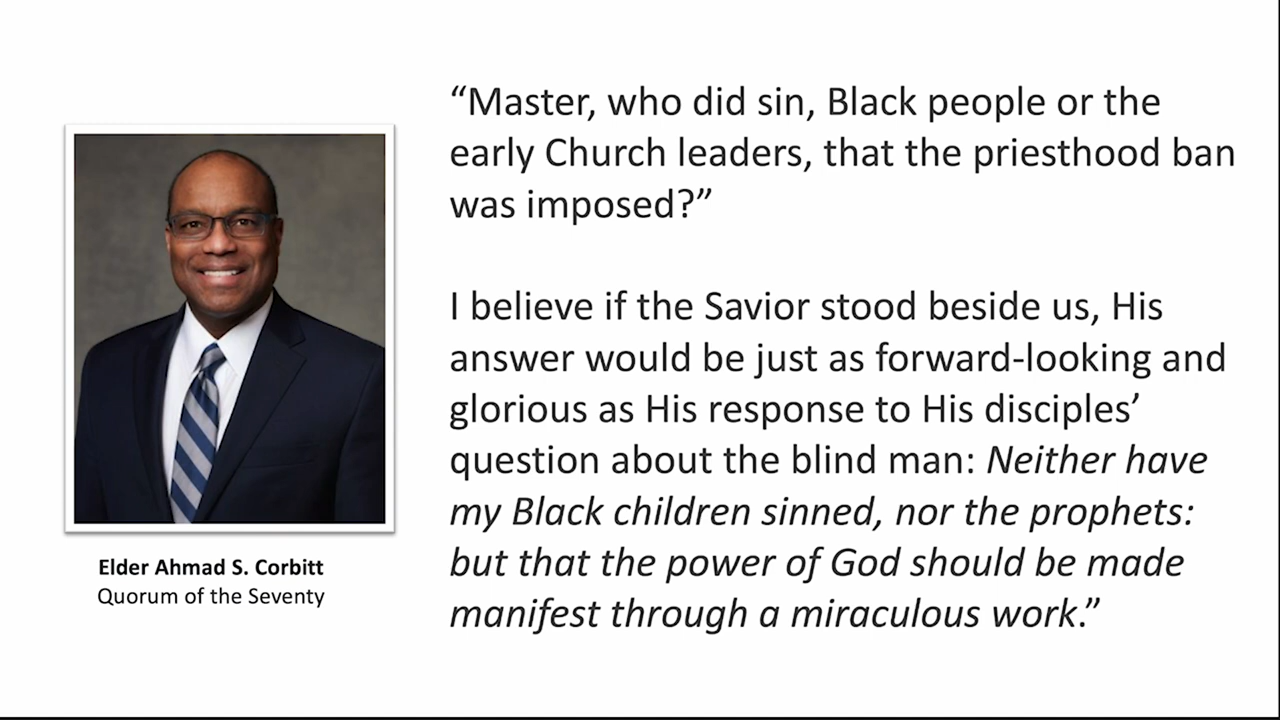 “Master, who did sin, Black people or the
early Church leaders, that the priesthood ban
was imposed?”
I believe if the Savior stood beside us, His
answer would be just as forward-looking and
glorious as His response to His disciples’
question about the blind man: Neither have
my Black children sinned, nor the prophets:
but that the power of God should be made
manifest through a miraculous work.”
Elder Ahmad S. Corbitt
Quorum of the Seventy